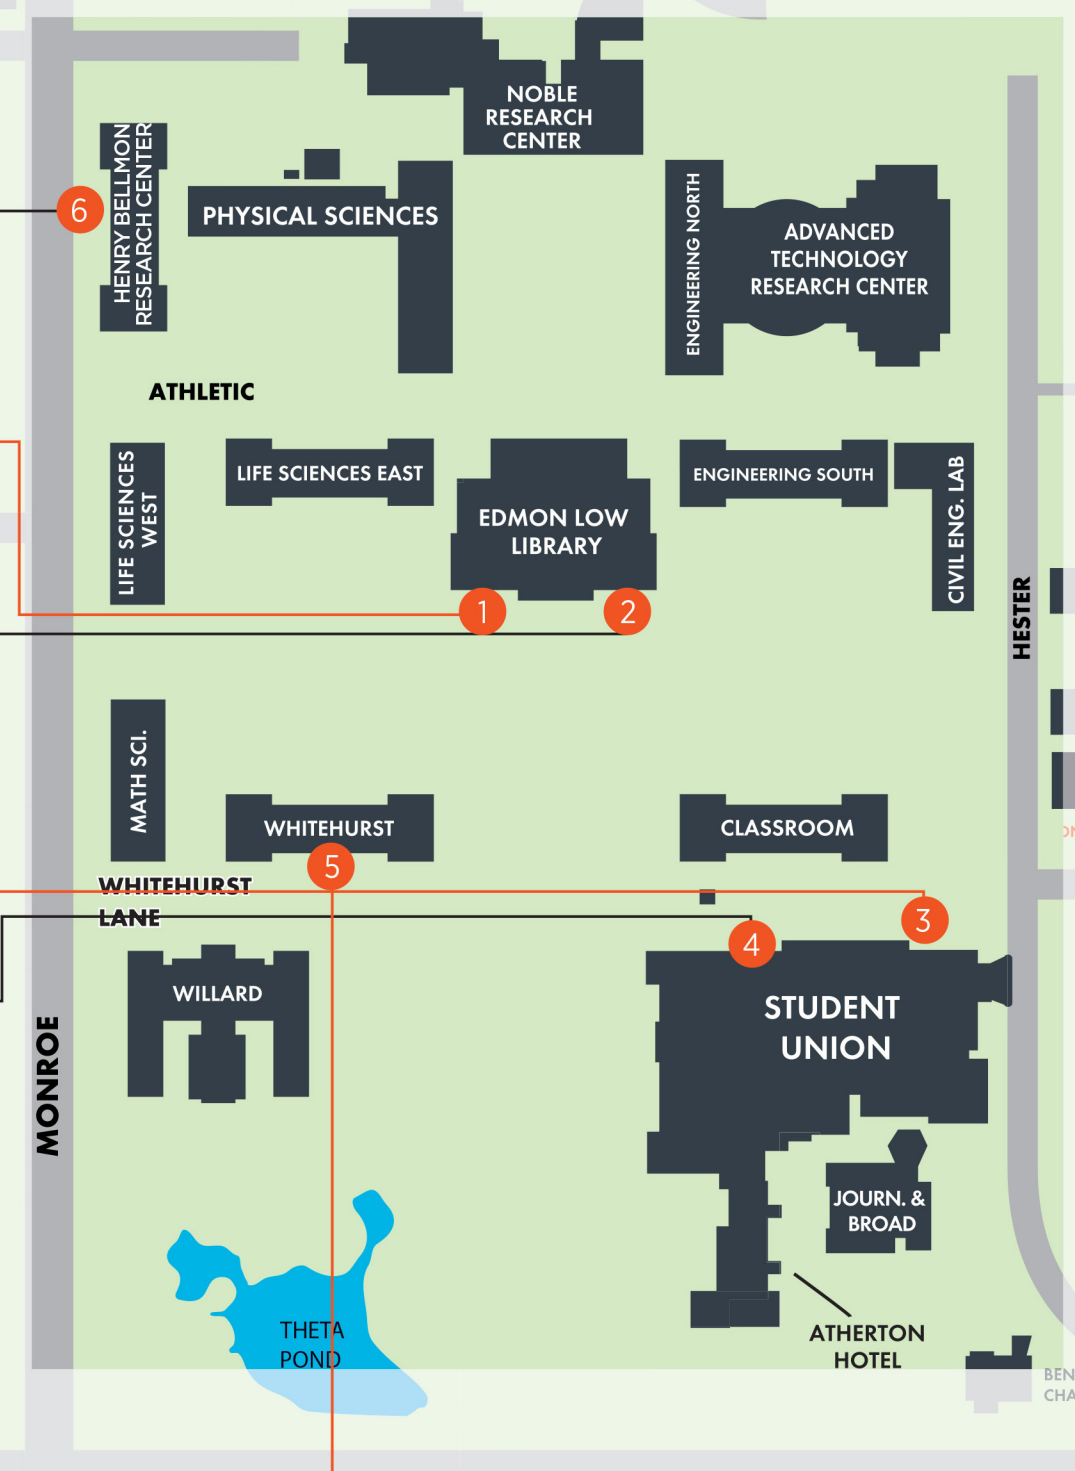 NOBLE
RESEARCH
CENTER
HENRY BELLMON
RESEARCH CENTER
6
PHYSICAL SCIENCES
ENGINEERING NORTH
ADVANCED
TECHNOLOGY
RESEARCH CENTER
ATHLETIC
LIFE SCIENCES
WEST
LIFE SCIENCES EAST
EDMON LOW
LIBRARY
ENGINEERING SOUTH
CIVIL ENG. LAB
1
2
HESTER
MATH SCI.
WHITEHURST
CLASSROOM
5
WHITEHURST
LANE
3
4
WILLARD
STUDENT
UNION
MONROE
JOURN. &
BROAD
THETA
POND
ATHERTON
HOTEL
BEN
CHA